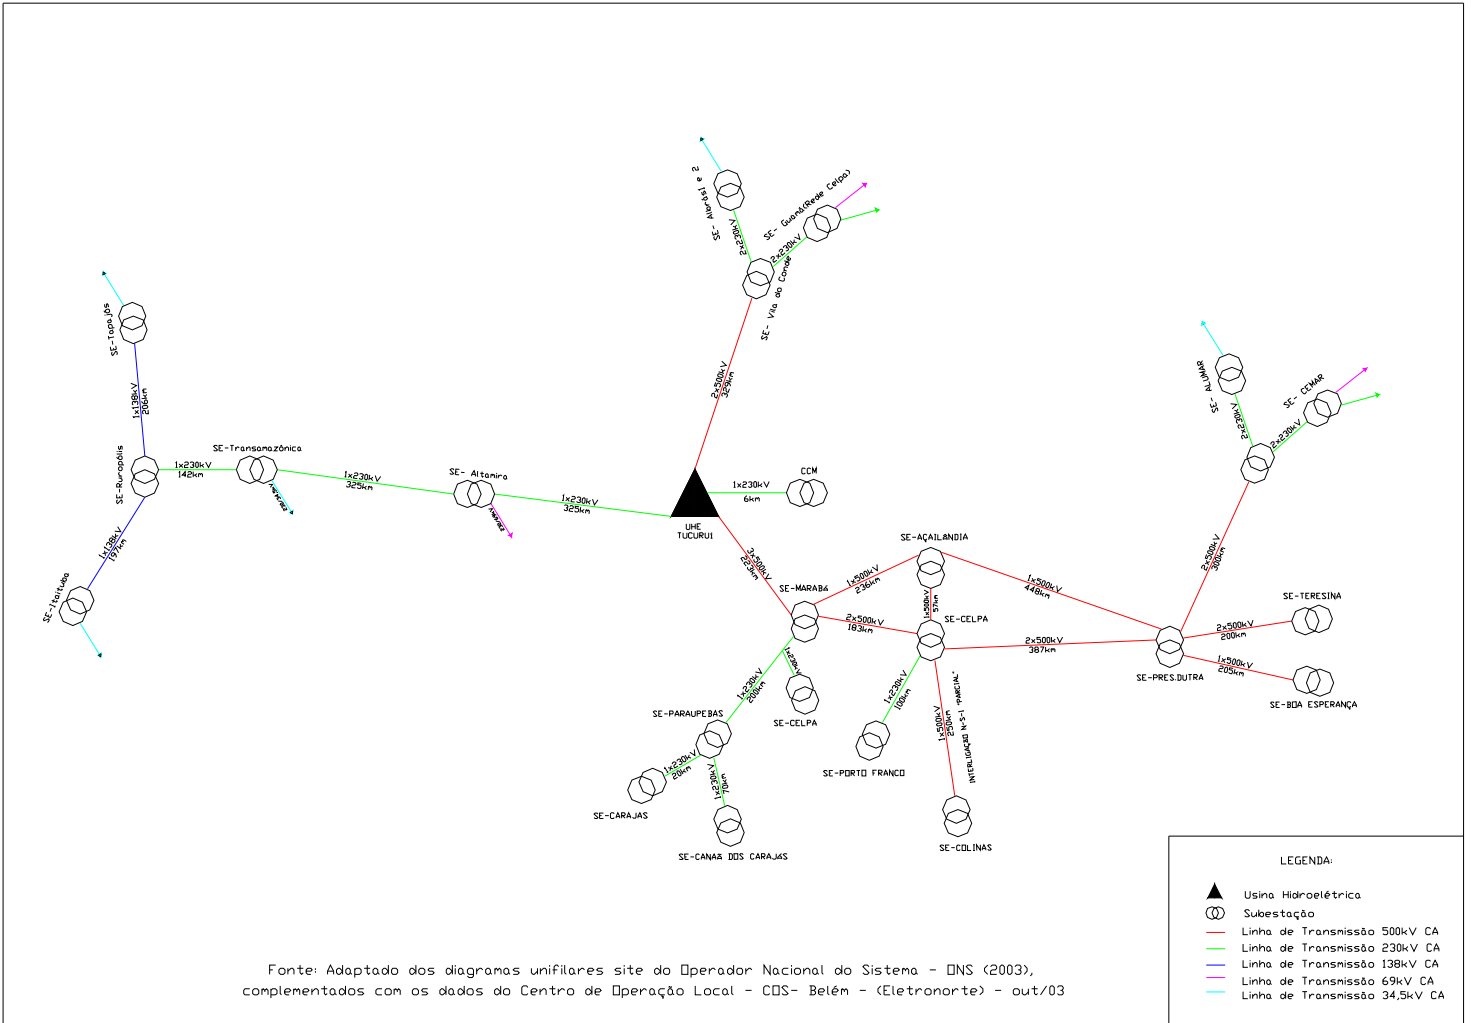 SE- Albrás1 e 2
2x230kV
SE- Guamá(Rede Celpa)
2x230kV
SE- Vila do Conde
2x500kV
329km
SE-Tapajós
1x138kV
206km
SE-Rurópólis
1x230kV
142km
SE-Transamazônica
1x138kV
197km
SE-Itaituba
1x230kV
325km
SE- Altamira
1x230kV
325km
UHE
TUCURU1
1x230kV
6km
CCM
3x500kV
223km
SE-MARABá
1x500kV
236km
SE-AÇAILâNDIA
1x500kV
57km
1x500kV
448km
2x500kV
183km
SE-CELPA
2x500kV
387km
SE-PRES.DUTRA
SE- ALUMAR
2x230kV
SE- CEMAR
2x230kV
2x500kV
300km
SE-TERESINA
2x500kV
200km
1x500kV
205km
SE-BOA ESPERANÇA
1x230kV
200km
1x230kV
SE-CELPA
SE-PARAUPEBAS
1x230kV
20km
SE-CARAJAS
1x230kV
70km
SE-CANAã DOS CARAJáS
1x230kV
100km
SE-PORTO FRANCO
1x500kV
250km
INTERLIGAÇÃO N-S-1 "PARCIAL"
SE-COLINAS
LEGENDA:
Usina Hidroelétrica
Subestação
Linha de Transmissão 500kV CA
Linha de Transmissão 230kV CA
Linha de Transmissão 138kV CA
Linha de Transmissão 69kV CA
Linha de Transmissão 34,5kV CA
Fonte: Adaptado dos diagramas unifilares site do Operador Nacional do Sistema - ONS (2003),
complementados com os dados do Centro de Operação Local - COS- Belém - (Eletronorte) - out/03